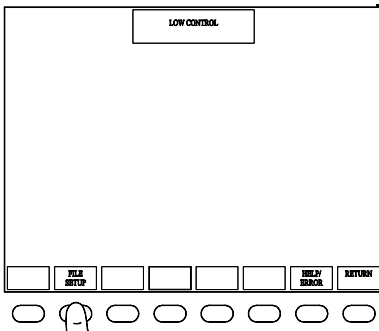 LOW CONTROL
FILE
SETUP
HELP/
ERROR
RETURN